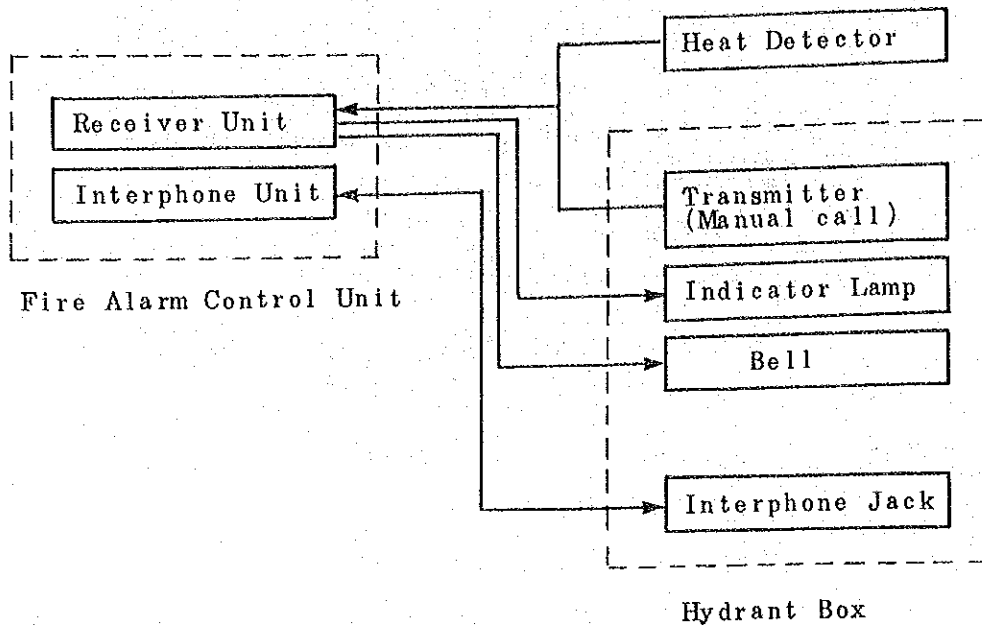 Heat Detector
Receiver Unit
Interphone Unit
Fire Alarm Control Unit
Transmitter
(Manual call)
Indicator Lamp
Bell
Interphone Jack
Hydrant Box